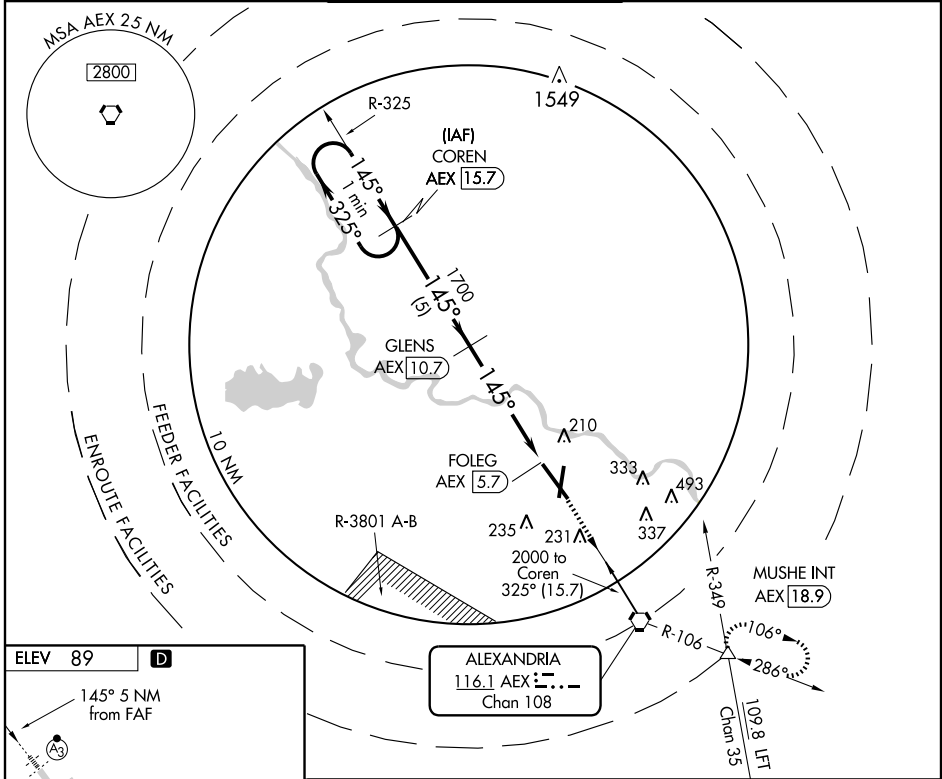 MSA AEX 25 NM
2800
1549
R-325
(IAF)
COREN
AEX 15.7
145°
1 min
325°
1700
145°
(5)
GLENS
AEX 10.7
145°
210
FOLEG
AEX 5.7
333
493
337
235
231
10 NM
FEEDER FACILITIES
ENROUTE FACILITIES
R-3801 A-B
2000 to
Coren
325° (15.7)
R-349
MUSHE INT
AEX 18.9
R-106
106°
286°
ALEXANDRIA
116.1 AEX
Chan 108
109.8 LFT
Chan 35
ELEV 89 D
145° 5 NM
from FAF
A3